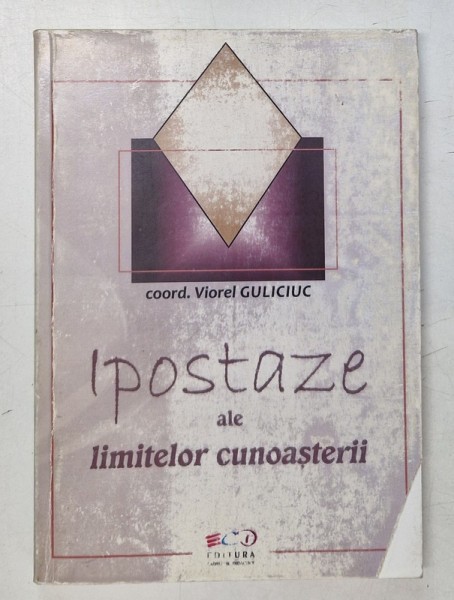 coord. Viorel GULICIUC
Ipostaze
ale
limitelor cunoașterii
EDITURA